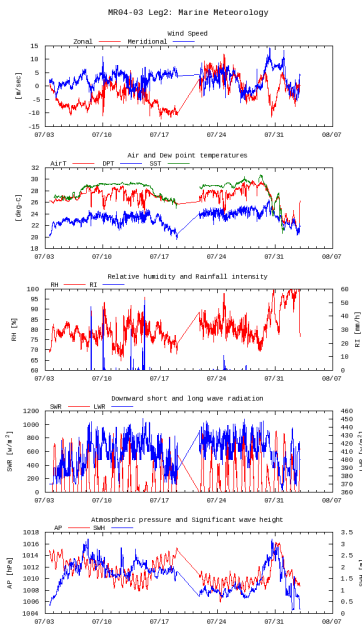 MR04-03 Leg2: Marine Meteorology
Wind Speed
Zonal Meridional
[m/sec]
15
10
5
0
-5
-10
-15
07/03 07/10 07/17 07/24 07/31 08/07
Air and Dew point temperatures
AirT DPT SST
[deg-C]
32
30
28
26
24
22
20
18
07/03 07/10 07/17 07/24 07/31 08/07
Relative humidity and Rainfall intensity
RH RI
RH [%]
100
95
90
85
80
75
70
65
60
60
50
40
30
20
10
0
RI [mm/h]
07/03 07/10 07/17 07/24 07/31 08/07
Downward short and long wave radiation
SWR LWR
SWR [w/m²]
1200
1000
800
600
400
200
0
460
450
440
430
420
410
400
390
380
370
360
LWR [w/m²]
07/03 07/10 07/17 07/24 07/31 08/07
Atmospheric pressure and Significant wave height
AP SWH
AP [hPa]
1018
1016
1014
1012
1010
1008
1006
1004
3.5
3
2.5
2
1.5
1
0.5
0
SWH [m]
07/03 07/10 07/17 07/24 07/31 08/07